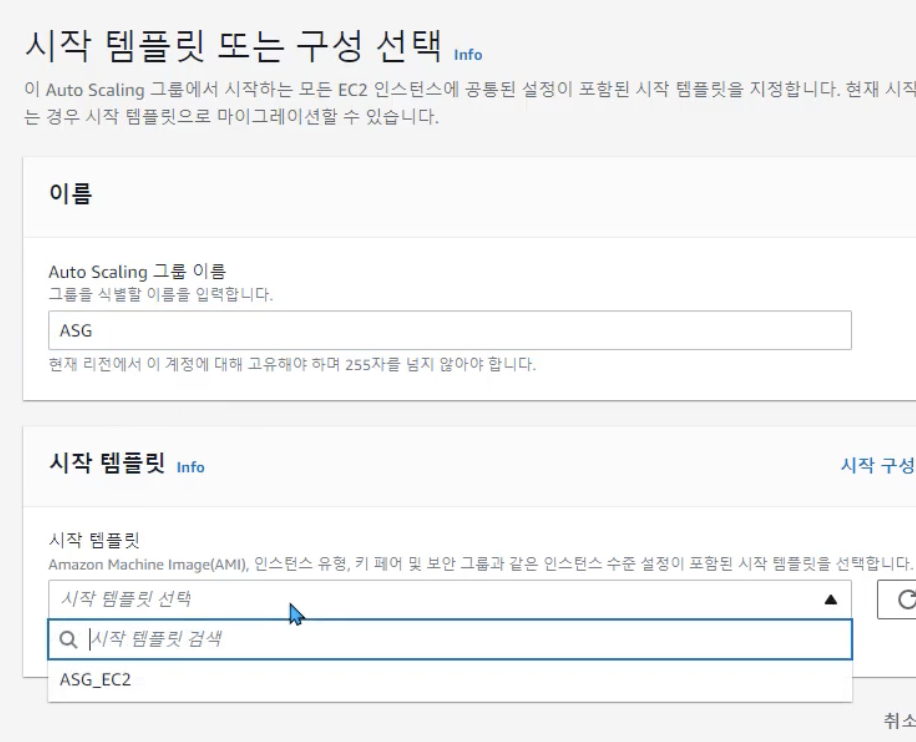 시작 템플릿 또는 구성 선택 Info
이 Auto Scaling 그룹에서 시작하는 모든 EC2 인스턴스에 공통된 설정이 포함된 시작 템플릿을 지정합니다. 현재 시작
는 경우 시작 템플릿으로 마이그레이션할 수 있습니다.
이름
Auto Scaling 그룹 이름
그룹을 식별할 이름을 입력합니다.
ASG
현재 리전에서 이 계정에 대해 고유해야 하며 255자를 넘지 않아야 합니다.
시작 템플릿 Info
시작 구성
시작 템플릿
Amazon Machine Image(AMI), 인스턴스 유형, 키 페어 및 보안 그룹과 같은 인스턴스 수준 설정이 포함된 시작 템플릿을 선택합니다.
시작 템플릿 선택
시작 템플릿 검색
ASG_EC2
취소